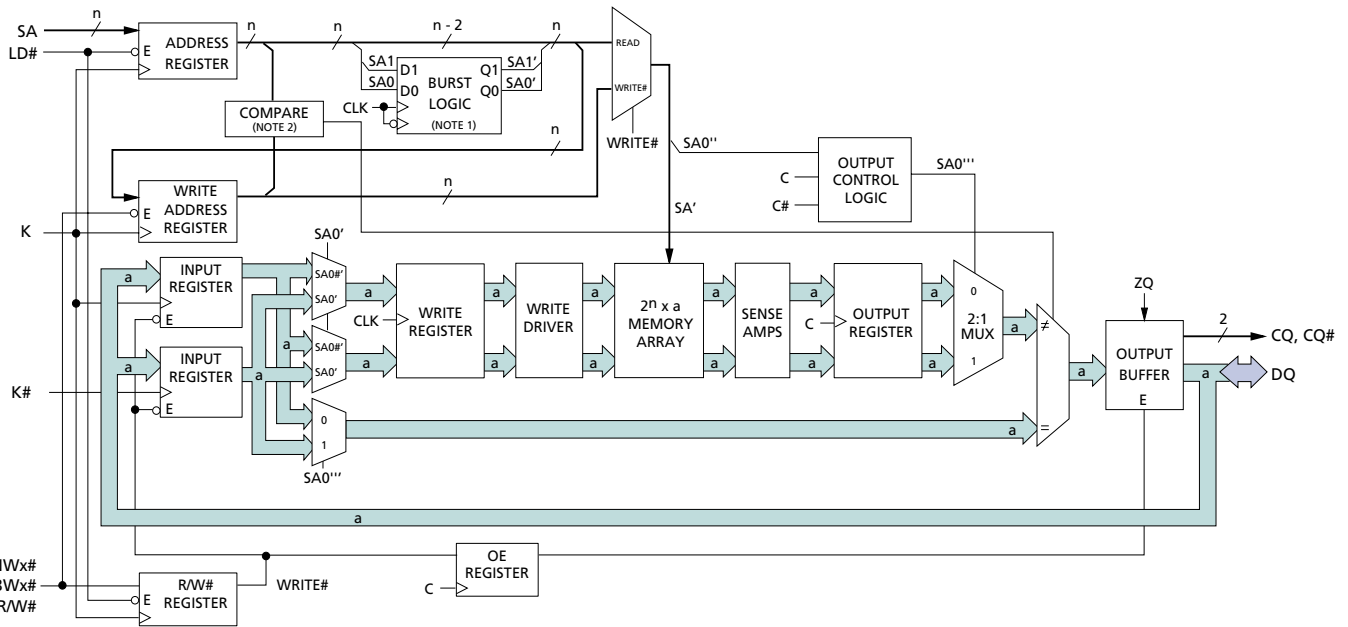 SA
n
LD#
E
ADDRESS
REGISTER
n
n
n - 2
n
SA1
SA0
D1
D0
BURST
LOGIC
(NOTE 1)
Q1
Q0
SA1'
SA0'
CLK
READ
WRITE#
WRITE#
COMPARE
(NOTE 2)
n
n
WRITE
ADDRESS
REGISTER
E
K
SA0''
C
C#
OUTPUT
CONTROL
LOGIC
SA0'''
SA'
SA0'
a
INPUT
REGISTER
E
a
INPUT
REGISTER
E
K#
a
a
SA0#'
SA0'
SA0#'
SA0'
0
1
SA0'''
a
a
CLK
WRITE
REGISTER
a
a
WRITE
DRIVER
a
a
2n x a
MEMORY
ARRAY
a
a
SENSE
AMPS
a
a
C
OUTPUT
REGISTER
a
a
0
2:1
MUX
1
a
≠
a
=
a
ZQ
OUTPUT
BUFFER
E
2
CQ, CQ#
a
DQ
a
Wx#
Wx#
R/W#
R/W#
REGISTER
E
WRITE#
OE
REGISTER
C